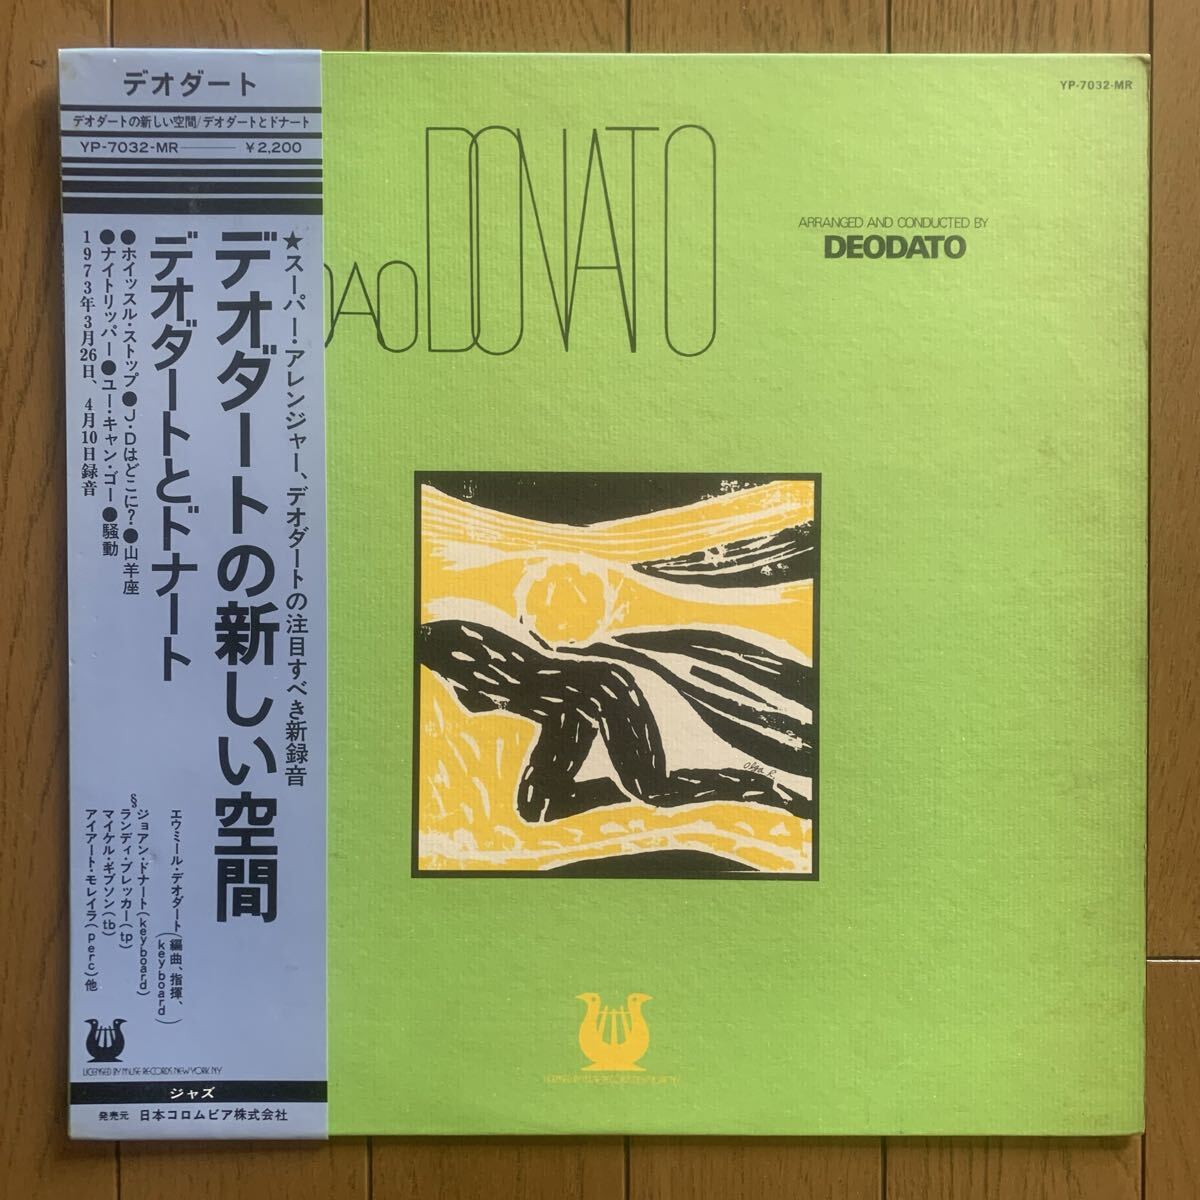 デオダート
デオダートの新しい空間/デオダートとドナート
YP-7032-MR ¥2,200
★スーパー・アレンジャー、デオダートの注目すべき新録音
デオダートの新しい空間
デオダートとドナート
●ホイッスル・ストップ●J・Dはどこに?●山羊座
●ナイトリッパー●ユー・キャン・ゴー●騒動
1973年3月26日、4月10日録音
エウミール・デオダート(編曲、指揮、keyboard)
ジョアン・ドナート(keyboard)
§ランディ・ブレッカー(tp)
マイケル・ギブソン(tb)
アイアート・モレイラ(perc)他
LICENSED BY MUSE RECORDS NEW YORK, N.Y.
ジャズ
発売元 日本コロムビア株式会社
YP-7032-MR
OAO DONATO
ARRANGED AND CONDUCTED BY
DEODATO
Olga R.